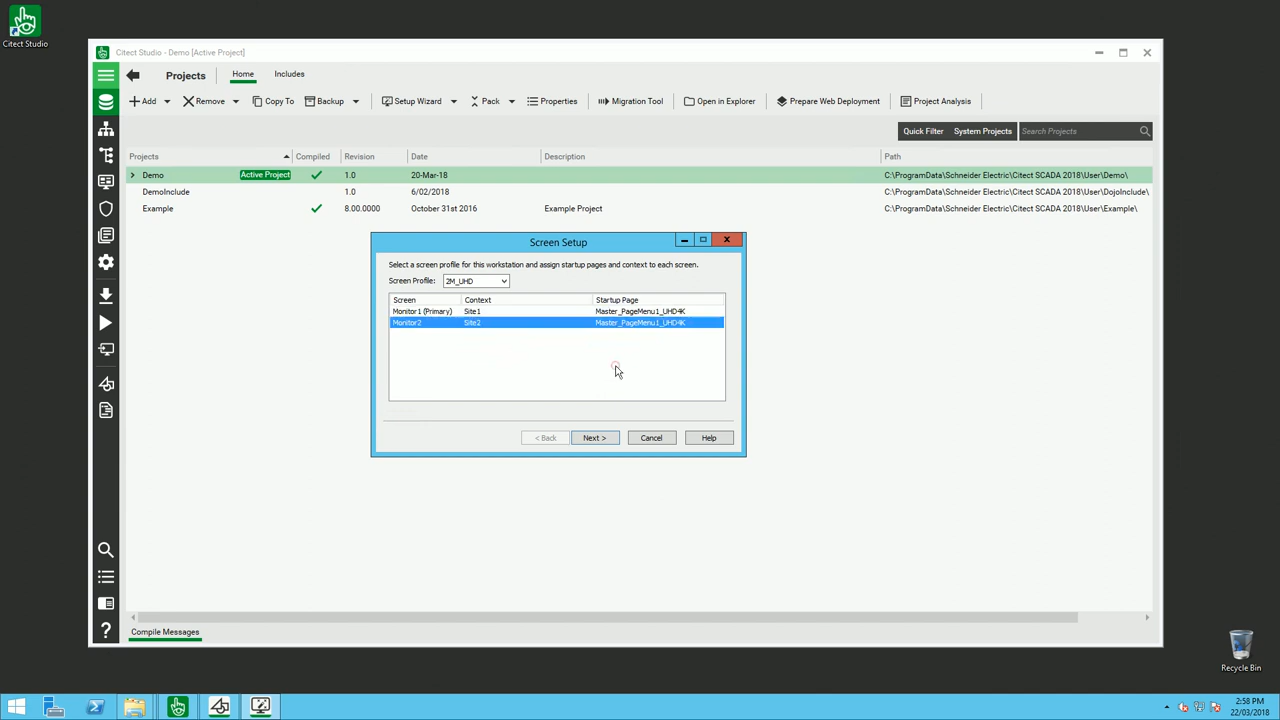 Citect Studio
Citect Studio - Demo [Active Project]
Projects Home Includes
Add Remove Copy To Backup Setup Wizard Pack Properties Migration Tool Open in Explorer Prepare Web Deployment Project Analysis
Quick Filter System Projects Search Projects
Projects Compiled Revision Date Description Path
Demo Active Project 1.0 20-Mar-18 C:\ProgramData\Schneider Electric\Citect SCADA 2018\User\Demo\
DemoInclude 1.0 6/02/2018 C:\ProgramData\Schneider Electric\Citect SCADA 2018\User\DojoInclude\
Example 8.00.0000 October 31st 2016 Example Project C:\ProgramData\Schneider Electric\Citect SCADA 2018\User\Example\
Screen Setup
Select a screen profile for this workstation and assign startup pages and context to each screen.
Screen Profile: 2M_UHD
Screen Context Startup Page
Monitor1 (Primary) Site1 Master_PageMenu1_UHD4K
Monitor2 Site2 Master_PageMenu1_UHD4K
< Back Next > Cancel Help
Compile Messages
Recycle Bin
2:58 PM
22/03/2018